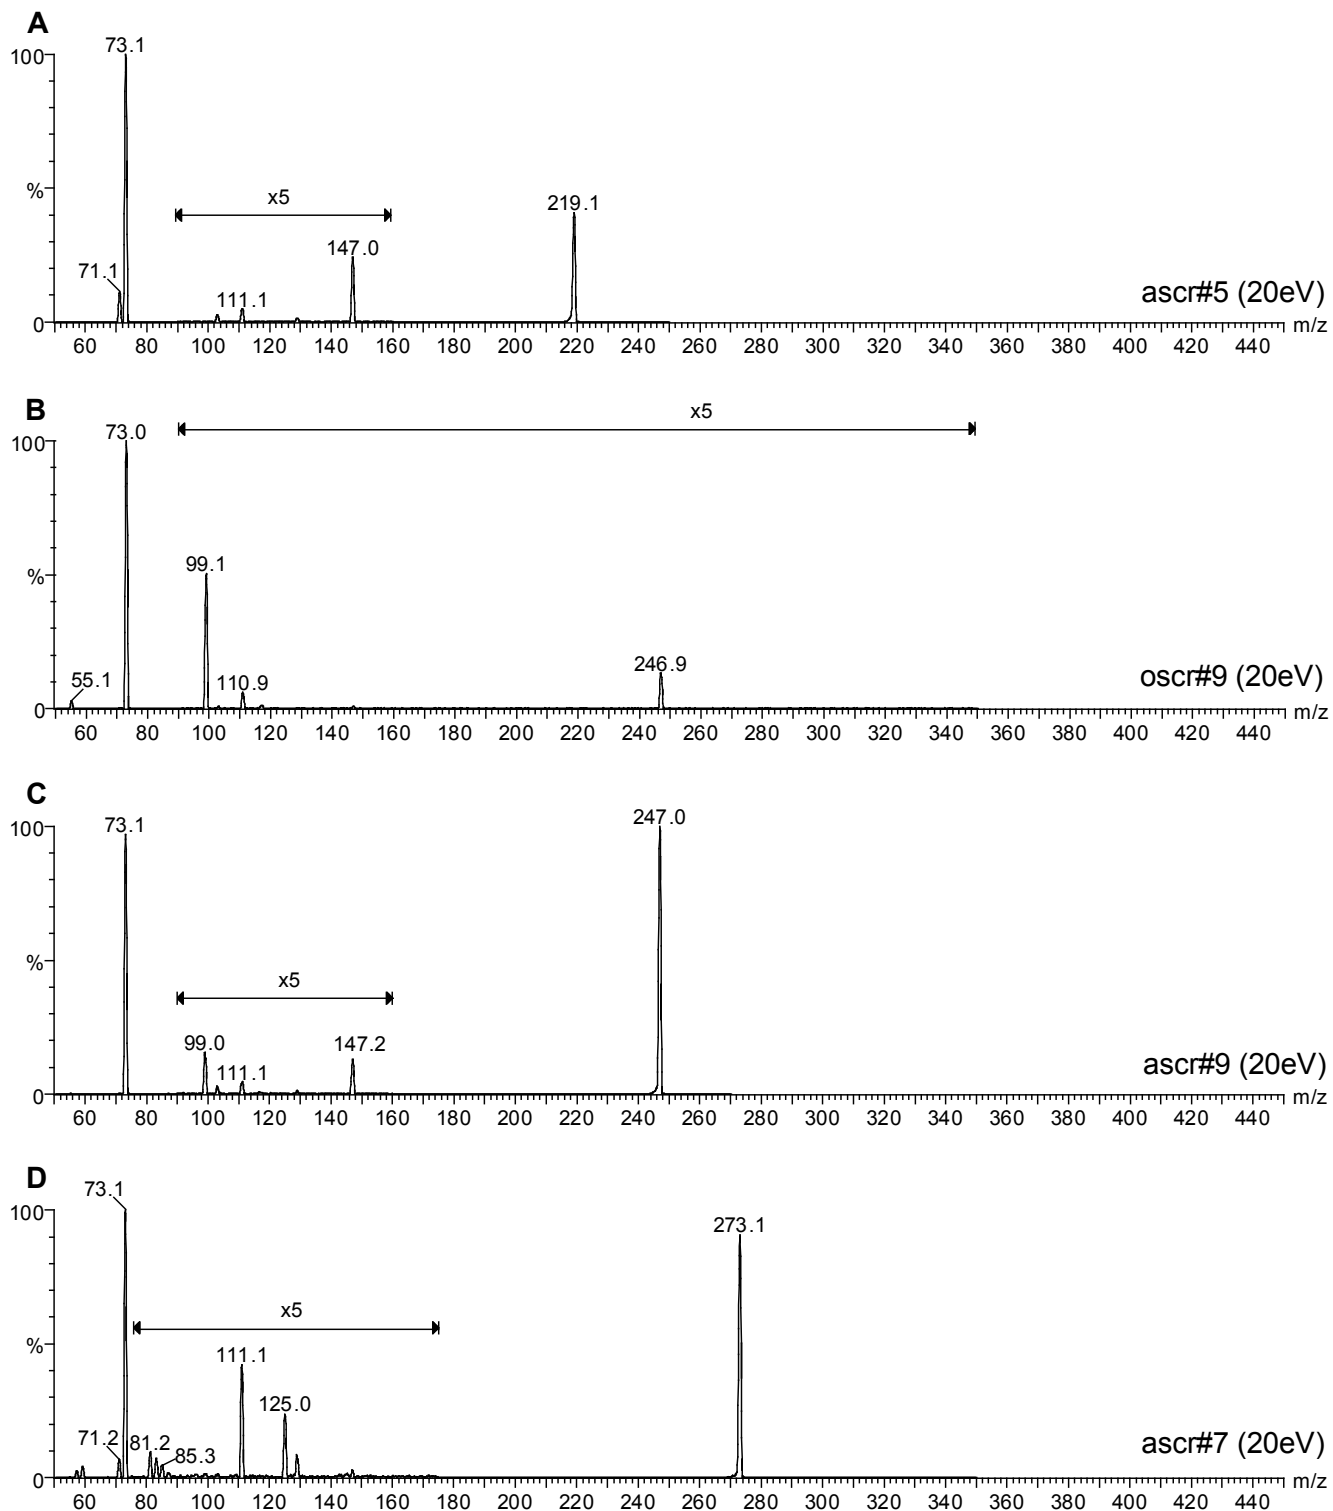 A
100
%
0
73.1
71.1
x5
111.1
147.0
219.1
ascr#5 (20eV)
60 80 100 120 140 160 180 200 220 240 260 280 300 320 340 360 380 400 420 440 m/z
B
100
%
0
x5
73.0
55.1
99.1
110.9
246.9
oscr#9 (20eV)
60 80 100 120 140 160 180 200 220 240 260 280 300 320 340 360 380 400 420 440 m/z
C
100
%
0
73.1
x5
99.0
111.1
147.2
247.0
ascr#9 (20eV)
60 80 100 120 140 160 180 200 220 240 260 280 300 320 340 360 380 400 420 440 m/z
D
100
%
0
73.1
x5
71.2
81.2
85.3
111.1
125.0
273.1
ascr#7 (20eV)
60 80 100 120 140 160 180 200 220 240 260 280 300 320 340 360 380 400 420 440 m/z